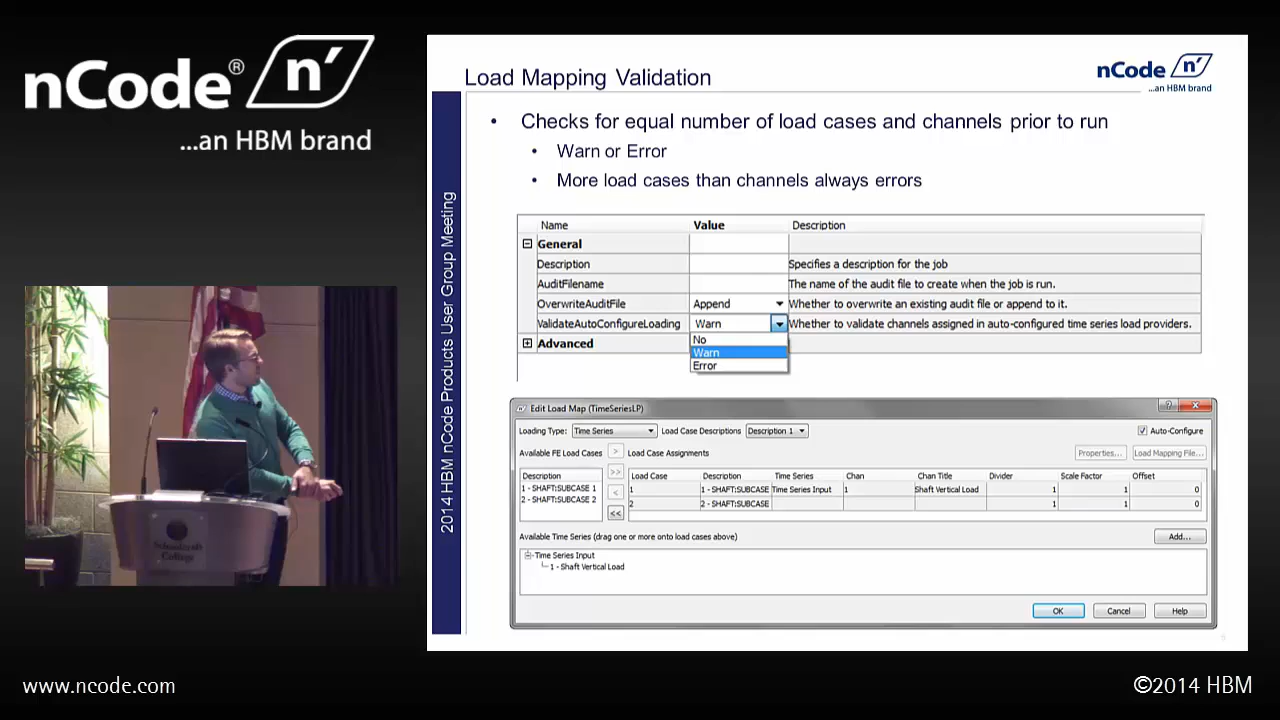 nCode® n'
...an HBM brand
Load Mapping Validation
nCode n'
...an HBM brand
• Checks for equal number of load cases and channels prior to run
• Warn or Error
• More load cases than channels always errors
2014 HBM nCode Products User Group Meeting
Name Value Description
General
Description Specifies a description for the job
AuditFilename The name of the audit file to create when the job is run.
OverwriteAuditFile Append Whether to overwrite an existing audit file or append to it.
ValidateAutoConfigureLoading Warn Whether to validate channels assigned in auto-configured time series load providers.
No
Advanced
Warn
Error
n' Edit Load Map (TimeSeriesLP) ?
Loading Type: Time Series Load Case Descriptions Description 1 Auto-Configure
Available FE Load Cases > Load Case Assignments Properties... Load Mapping File...
Description >> Load Case Description Time Series Chan Chan Title Divider Scale Factor Offset
1 - SHAFT:SUBCASE 1 < 1 1 - SHAFT:SUBCASE Time Series Input 1 Shaft Vertical Load 1 1 0
2 - SHAFT:SUBCASE 2 << 2 2 - SHAFT:SUBCASE 1 1 0
Available Time Series (drag one or more onto load cases above) Add...
Time Series Input
1 - Shaft Vertical Load
OK Cancel Help
5
Schoolcraft
College
www.ncode.com
©2014 HBM